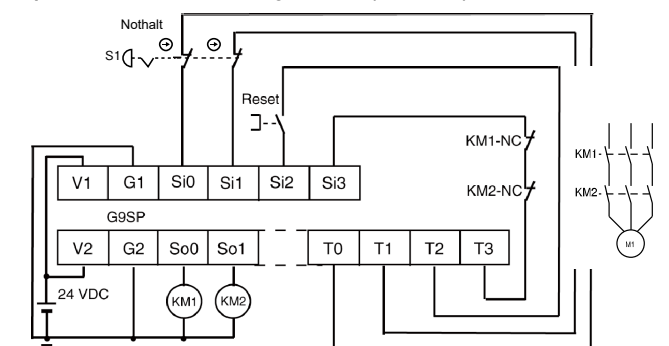 Nothalt
S1
Reset
KM1-NC
KM1-
V1 G1 Si0 Si1 Si2 Si3
KM2-NC
KM2-
G9SP
V2 G2 So0 So1 T0 T1 T2 T3
M1
24 VDC
KM1 KM2